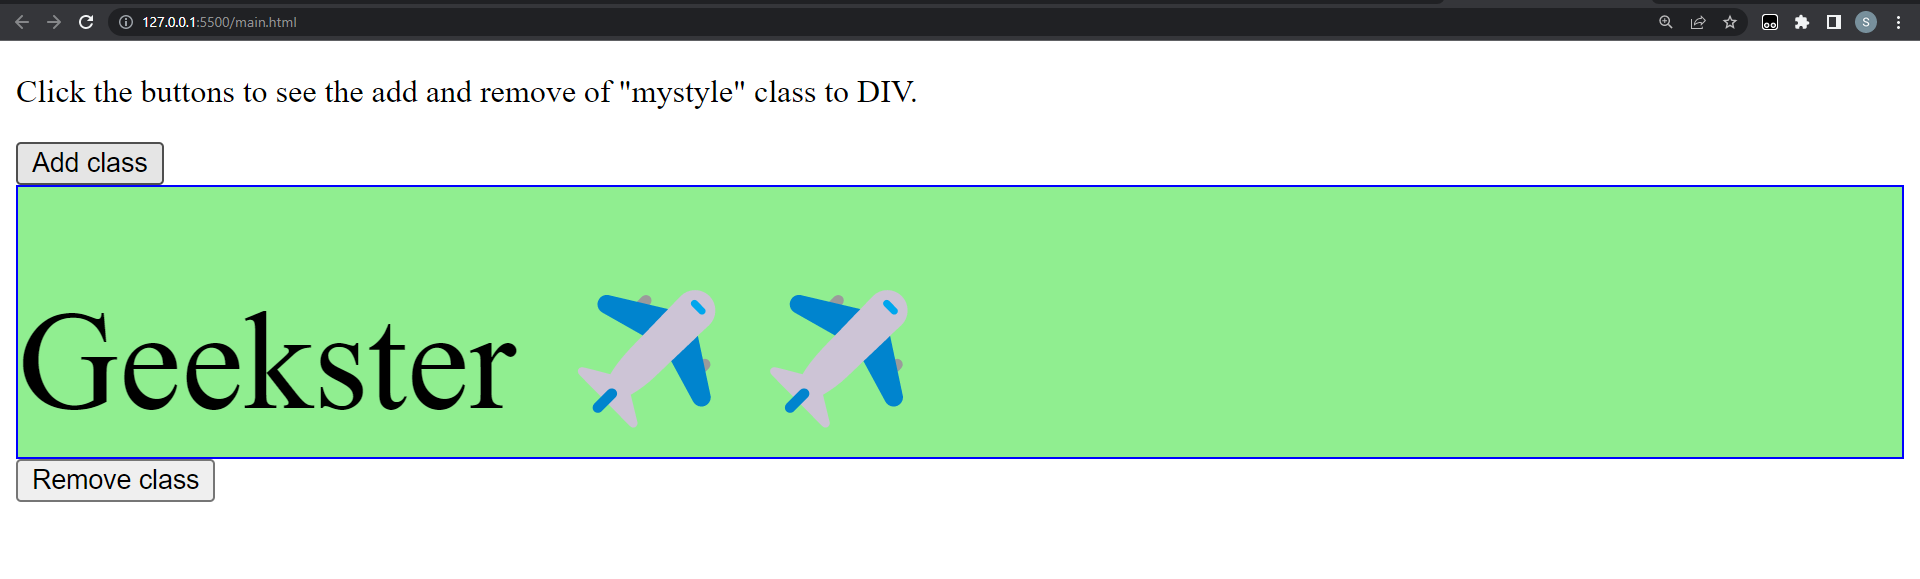 127.0.0.1:5500/main.html
S
Click the buttons to see the add and remove of "mystyle" class to DIV.
Add class
Geekster ✈️ ✈️
Remove class